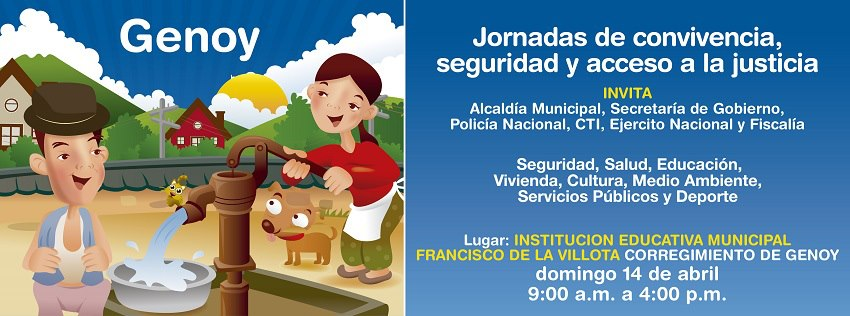 Genoy
Jornadas de convivencia,
seguridad y acceso a la justicia
INVITA
Alcaldía Municipal, Secretaría de Gobierno,
Policía Nacional, CTI, Ejercito Nacional y Fiscalía
Seguridad, Salud, Educación,
Vivienda, Cultura, Medio Ambiente,
Servicios Públicos y Deporte
Lugar: INSTITUCION EDUCATIVA MUNICIPAL
FRANCISCO DE LA VILLOTA CORREGIMIENTO DE GENOY
domingo 14 de abril
9:00 a.m. a 4:00 p.m.